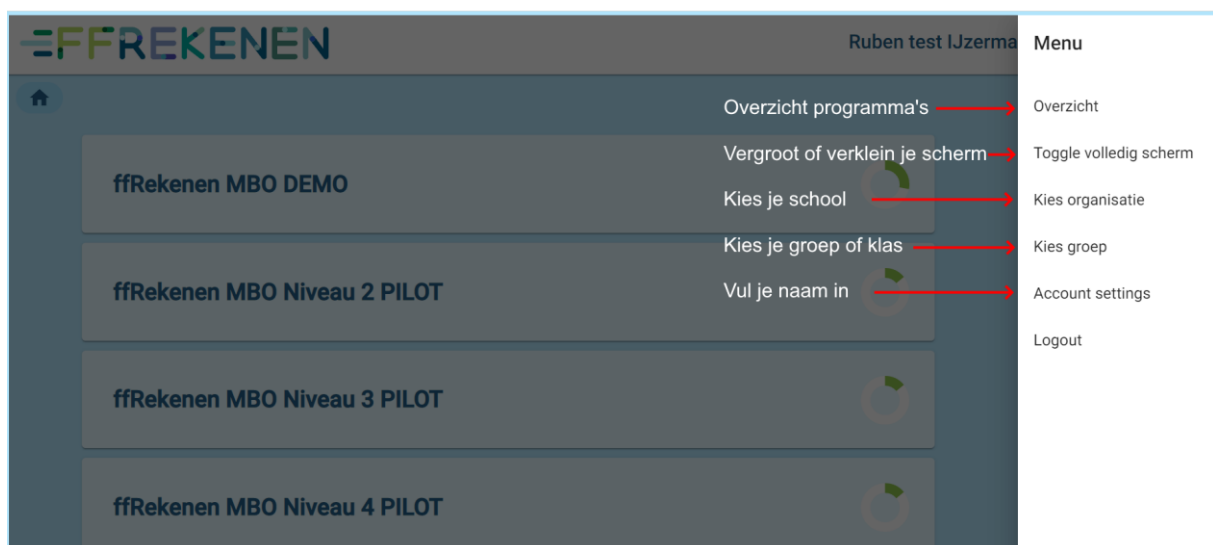 FFREKENEN
Ruben test IJzerma
Menu
Overzicht programma's
Overzicht
Vergroot of verklein je scherm
Toggle volledig scherm
ffRekenen MBO DEMO
Kies je school
Kies organisatie
Kies je groep of klas
Kies groep
ffRekenen MBO Niveau 2 PILOT
Vul je naam in
Account settings
Logout
ffRekenen MBO Niveau 3 PILOT
ffRekenen MBO Niveau 4 PILOT